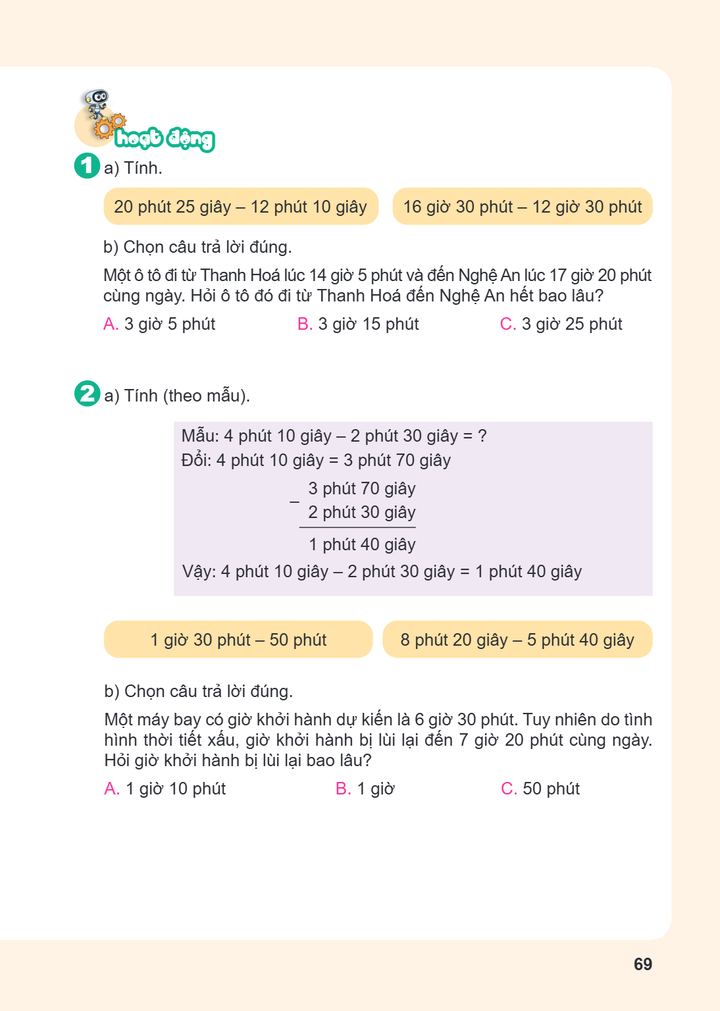 hoạt động
1 a) Tính.
20 phút 25 giây – 12 phút 10 giây 16 giờ 30 phút – 12 giờ 30 phút
b) Chọn câu trả lời đúng.
Một ô tô đi từ Thanh Hoá lúc 14 giờ 5 phút và đến Nghệ An lúc 17 giờ 20 phút
cùng ngày. Hỏi ô tô đó đi từ Thanh Hoá đến Nghệ An hết bao lâu?
A. 3 giờ 5 phút B. 3 giờ 15 phút C. 3 giờ 25 phút
2 a) Tính (theo mẫu).
Mẫu: 4 phút 10 giây – 2 phút 30 giây = ?
Đổi: 4 phút 10 giây = 3 phút 70 giây
3 phút 70 giây
–
2 phút 30 giây
1 phút 40 giây
Vậy: 4 phút 10 giây – 2 phút 30 giây = 1 phút 40 giây
1 giờ 30 phút – 50 phút 8 phút 20 giây – 5 phút 40 giây
b) Chọn câu trả lời đúng.
Một máy bay có giờ khởi hành dự kiến là 6 giờ 30 phút. Tuy nhiên do tình
hình thời tiết xấu, giờ khởi hành bị lùi lại đến 7 giờ 20 phút cùng ngày.
Hỏi giờ khởi hành bị lùi lại bao lâu?
A. 1 giờ 10 phút B. 1 giờ C. 50 phút
69